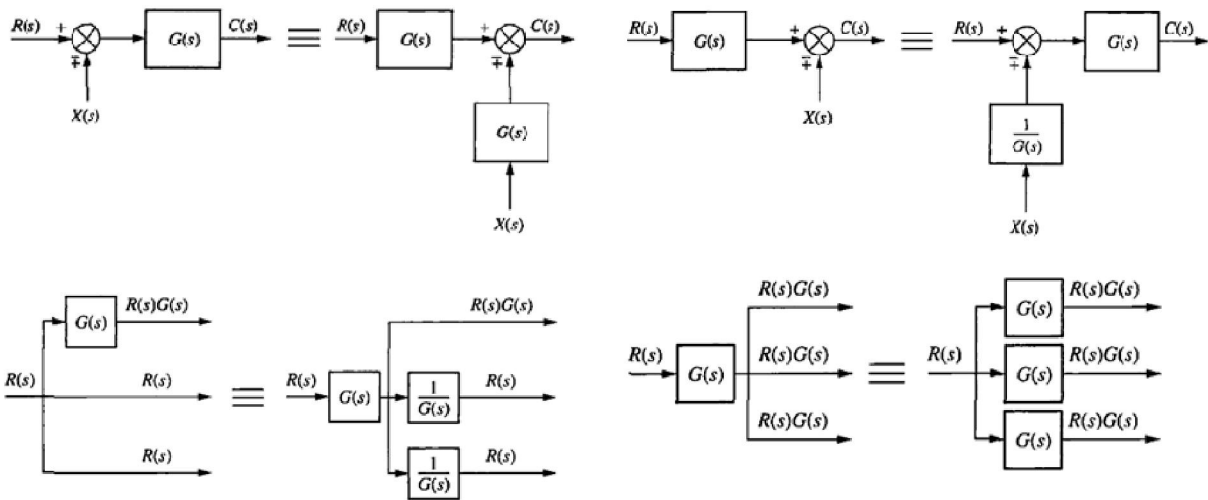 R(s) + G(s) C(s) ≡ R(s) G(s) + C(s)
∓ ∓
X(s) G(s)
X(s)
R(s) G(s) + C(s) ≡ R(s) + G(s) C(s)
∓ ∓
X(s) 1/G(s)
X(s)
R(s)G(s) R(s)G(s)
G(s)
R(s) R(s) ≡ R(s) G(s) 1/G(s) R(s)
R(s) 1/G(s) R(s)
R(s)G(s) G(s) R(s)G(s)
R(s) G(s) R(s)G(s) ≡ R(s) G(s) R(s)G(s)
R(s)G(s) G(s) R(s)G(s)